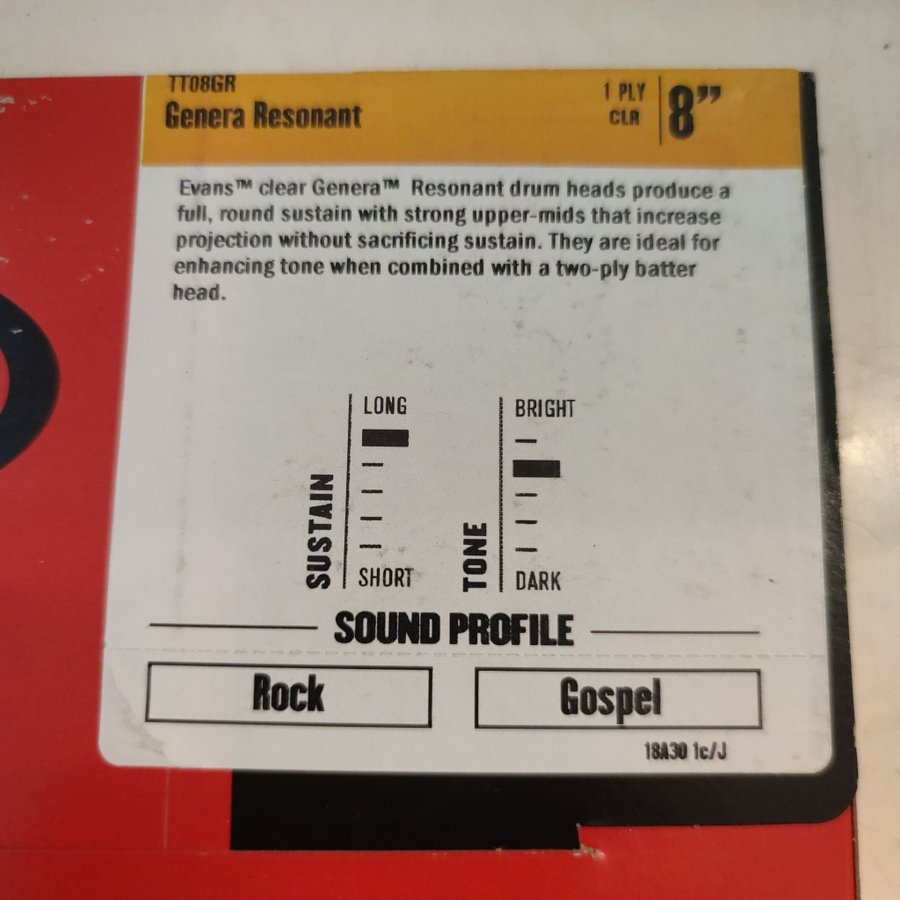 TT08GR
Genera Resonant
1 PLY
CLR
8”
Evans™ clear Genera™ Resonant drum heads produce a
full, round sustain with strong upper-mids that increase
projection without sacrificing sustain. They are ideal for
enhancing tone when combined with a two-ply batter
head.
SUSTAIN
LONG
SHORT
TONE
BRIGHT
DARK
SOUND PROFILE
Rock
Gospel
18A30 1c/J